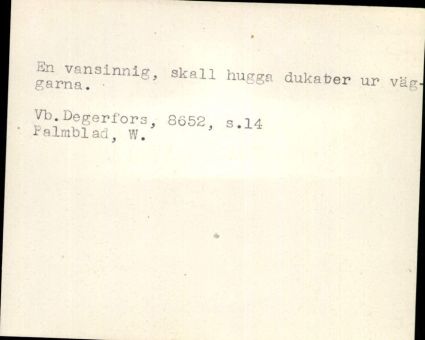 En vansinnig, skall hugga dukater ur väg-
garna.
Vb. Degerfors, 8652, s.14
Palmblad, W.